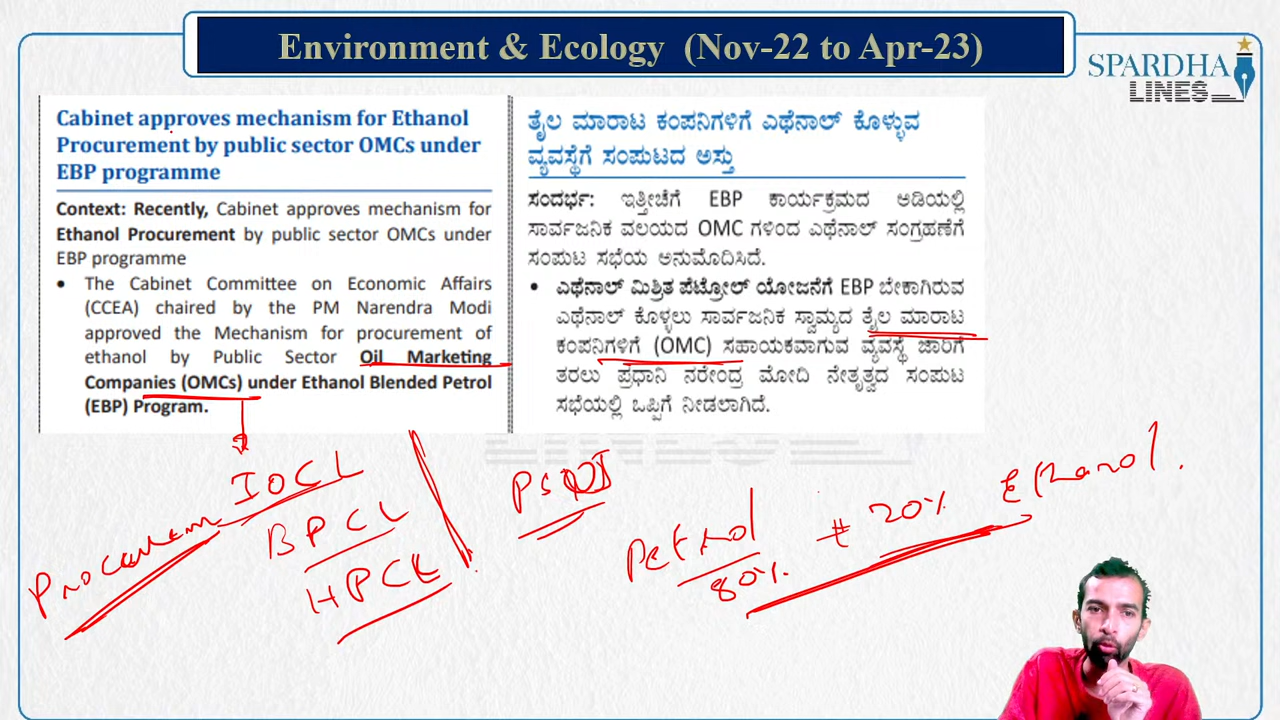 Environment & Ecology (Nov-22 to Apr-23)
SPARDHA
LINES
Cabinet approves mechanism for Ethanol
Procurement by public sector OMCs under
EBP programme
Context: Recently, Cabinet approves mechanism for
Ethanol Procurement by public sector OMCs under
EBP programme
• The Cabinet Committee on Economic Affairs
(CCEA) chaired by the PM Narendra Modi
approved the Mechanism for procurement of
ethanol by Public Sector Oil Marketing
Companies (OMCs) under Ethanol Blended Petrol
(EBP) Program.
ತೈಲ ಮಾರಾಟ ಕಂಪನಿಗಳಿಗೆ ಎಥೆನಾಲ್ ಕೊಳ್ಳುವ
ವ್ಯವಸ್ಥೆಗೆ ಸಂಪುಟದ ಅಸ್ತು
ಸಂದರ್ಭ: ಇತ್ತೀಚೆಗೆ EBP ಕಾರ್ಯಕ್ರಮದ ಅಡಿಯಲ್ಲಿ
ಸಾರ್ವಜನಿಕ ವಲಯದ OMC ಗಳಿಂದ ಎಥೆನಾಲ್ ಸಂಗ್ರಹಣೆಗೆ
ಸಂಪುಟ ಸಭೆಯ ಅನುಮೊದಿಸಿದೆ.
• ಎಥೆನಾಲ್ ಮಿಶ್ರಿತ ಪೆಟ್ರೋಲ್ ಯೋಜನೆಗೆ EBP ಬೇಕಾಗಿರುವ
ಎಥೆನಾಲ್ ಕೊಳ್ಳಲು ಸಾರ್ವಜನಿಕ ಸ್ವಾಮ್ಯದ ತೈಲ ಮಾರಾಟ
ಕಂಪನಿಗಳಿಗೆ (OMC) ಸಹಾಯಕವಾಗುವ ವ್ಯವಸ್ಥೆ ಜಾರಿಗೆ
ತರಲು ಪ್ರಧಾನಿ ನರೇಂದ್ರ ಮೋದಿ ನೇತೃತ್ವದ ಸಂಪುಟ
ಸಭೆಯಲ್ಲಿ ಒಪ್ಪಿಗೆ ನೀಡಲಾಗಿದೆ.
IOCL
BPCL
HPCL
Petrol + 20% Ethanol
80%